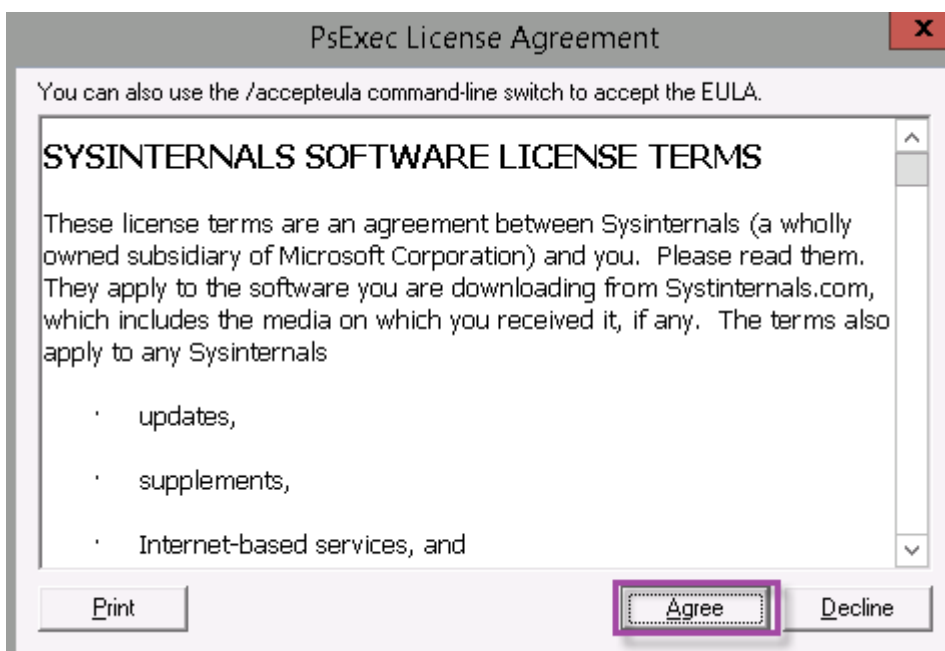 PsExec License Agreement
x
You can also use the /accepteula command-line switch to accept the EULA.
SYSINTERNALS SOFTWARE LICENSE TERMS
These license terms are an agreement between Sysinternals (a wholly
owned subsidiary of Microsoft Corporation) and you.  Please read them.
They apply to the software you are downloading from Systinternals.com,
which includes the media on which you received it, if any.  The terms also
apply to any Sysinternals
· updates,
· supplements,
· Internet-based services, and
Print Agree Decline